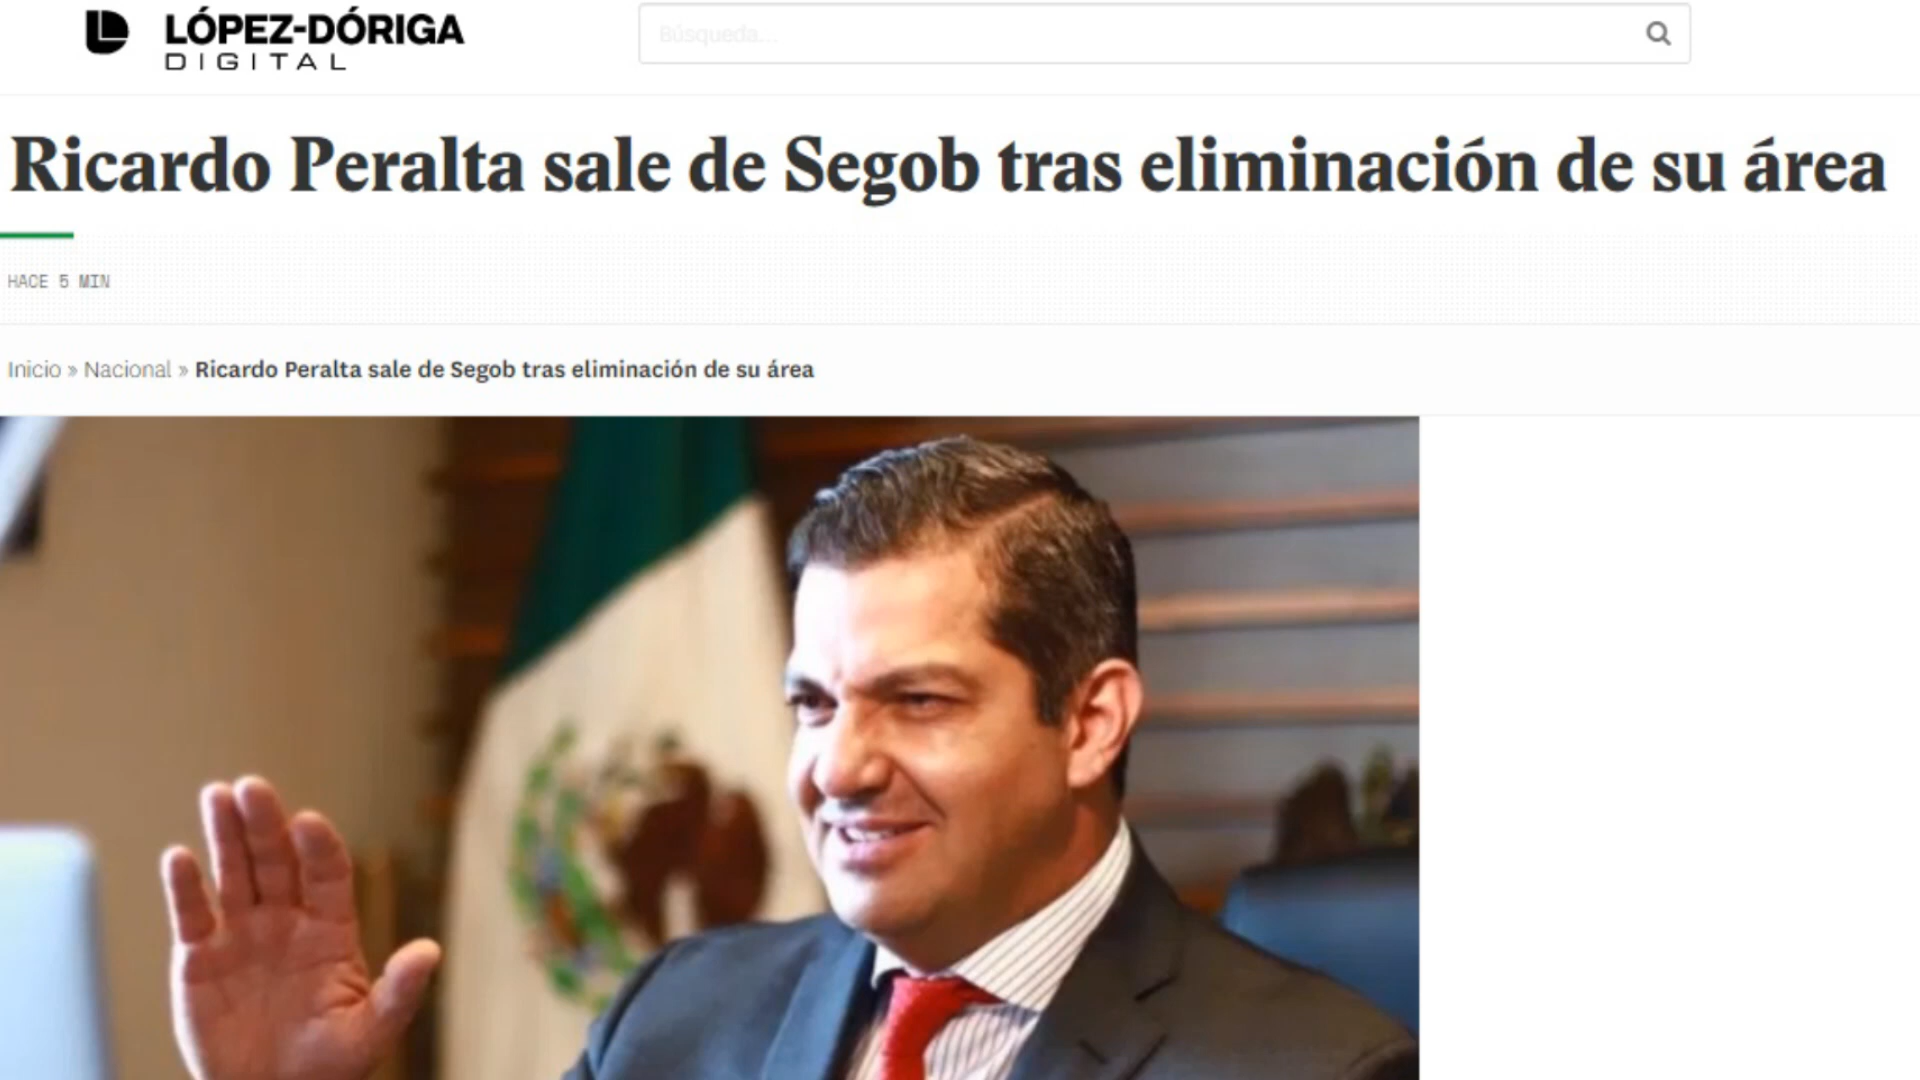 LÓPEZ-DÓRIGA
DIGITAL
Búsqueda...
Ricardo Peralta sale de Segob tras eliminación de su área
HACE 5 MIN
Inicio » Nacional » Ricardo Peralta sale de Segob tras eliminación de su área